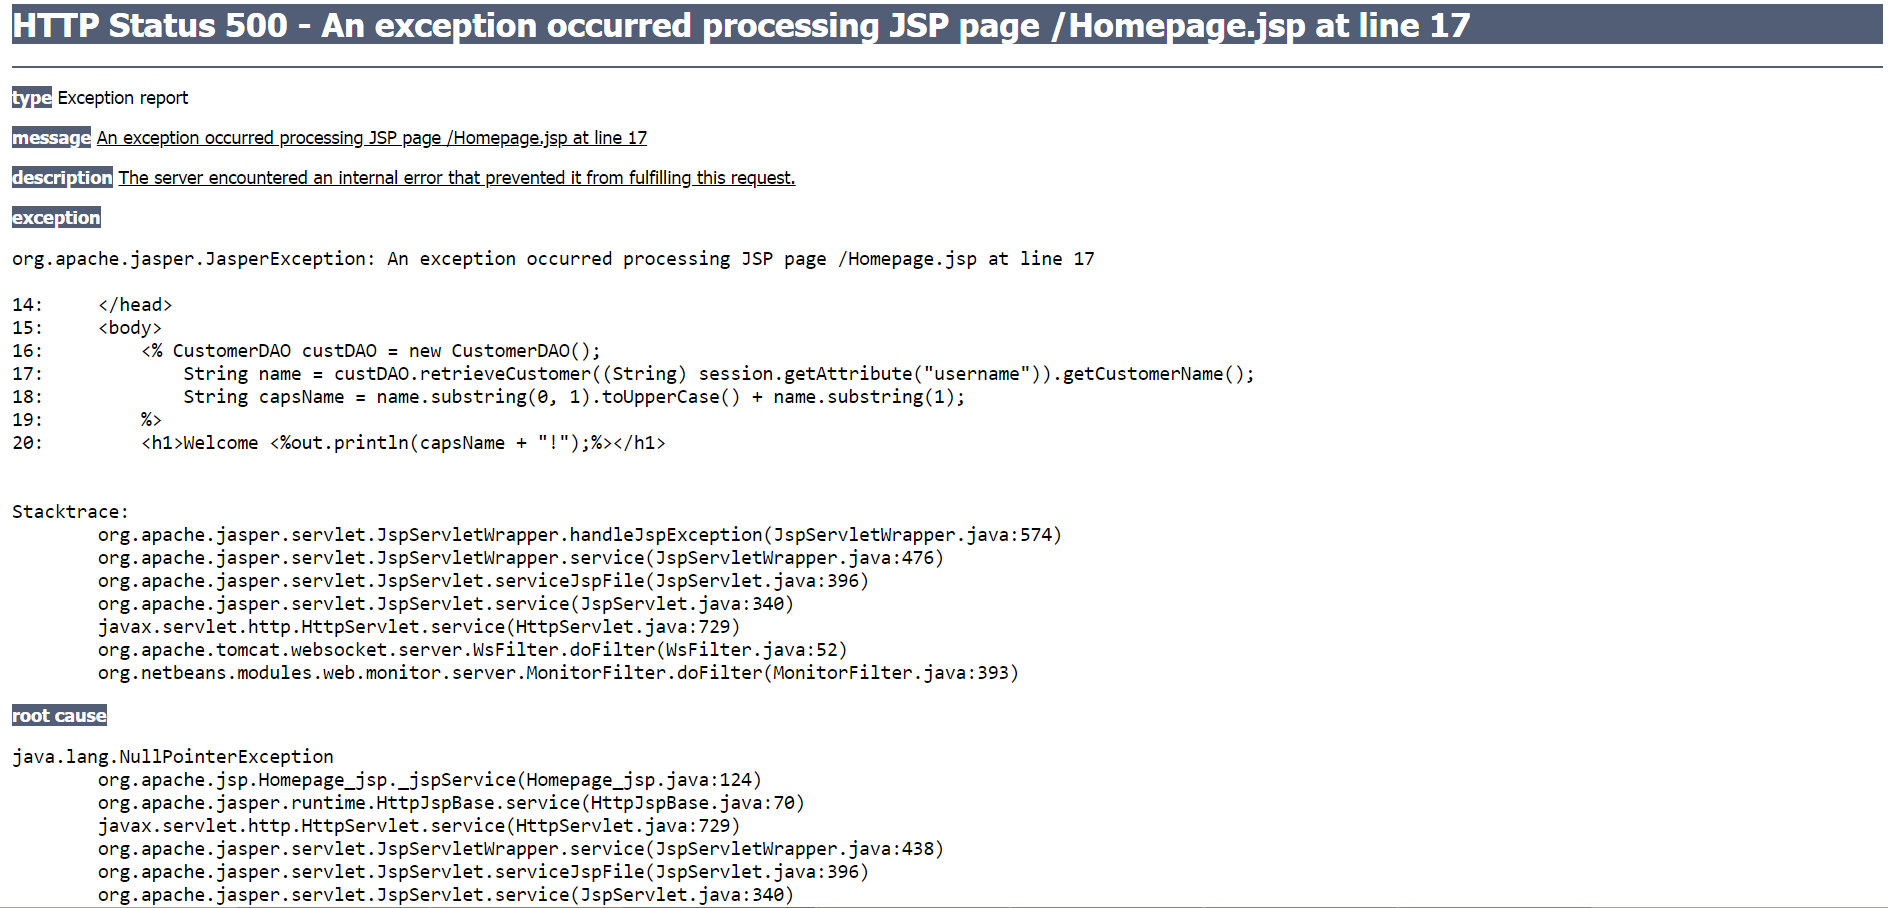 HTTP Status 500 - An exception occurred processing JSP page /Homepage.jsp at line 17
type Exception report
message An exception occurred processing JSP page /Homepage.jsp at line 17
description The server encountered an internal error that prevented it from fulfilling this request.
exception
org.apache.jasper.JasperException: An exception occurred processing JSP page /Homepage.jsp at line 17
14:     </head>
15:     <body>
16:         <% CustomerDAO custDAO = new CustomerDAO();
17:             String name = custDAO.retrieveCustomer((String) session.getAttribute("username")).getCustomerName();
18:             String capsName = name.substring(0, 1).toUpperCase() + name.substring(1);
19:         %>
20:         <h1>Welcome <%out.println(capsName + "!");%></h1>
Stacktrace:
	org.apache.jasper.servlet.JspServletWrapper.handleJspException(JspServletWrapper.java:574)
	org.apache.jasper.servlet.JspServletWrapper.service(JspServletWrapper.java:476)
	org.apache.jasper.servlet.JspServlet.serviceJspFile(JspServlet.java:396)
	org.apache.jasper.servlet.JspServlet.service(JspServlet.java:340)
	javax.servlet.http.HttpServlet.service(HttpServlet.java:729)
	org.apache.tomcat.websocket.server.WsFilter.doFilter(WsFilter.java:52)
	org.netbeans.modules.web.monitor.server.MonitorFilter.doFilter(MonitorFilter.java:393)
root cause
java.lang.NullPointerException
	org.apache.jsp.Homepage_jsp._jspService(Homepage_jsp.java:124)
	org.apache.jasper.runtime.HttpJspBase.service(HttpJspBase.java:70)
	javax.servlet.http.HttpServlet.service(HttpServlet.java:729)
	org.apache.jasper.servlet.JspServletWrapper.service(JspServletWrapper.java:438)
	org.apache.jasper.servlet.JspServlet.serviceJspFile(JspServlet.java:396)
	org.apache.jasper.servlet.JspServlet.service(JspServlet.java:340)